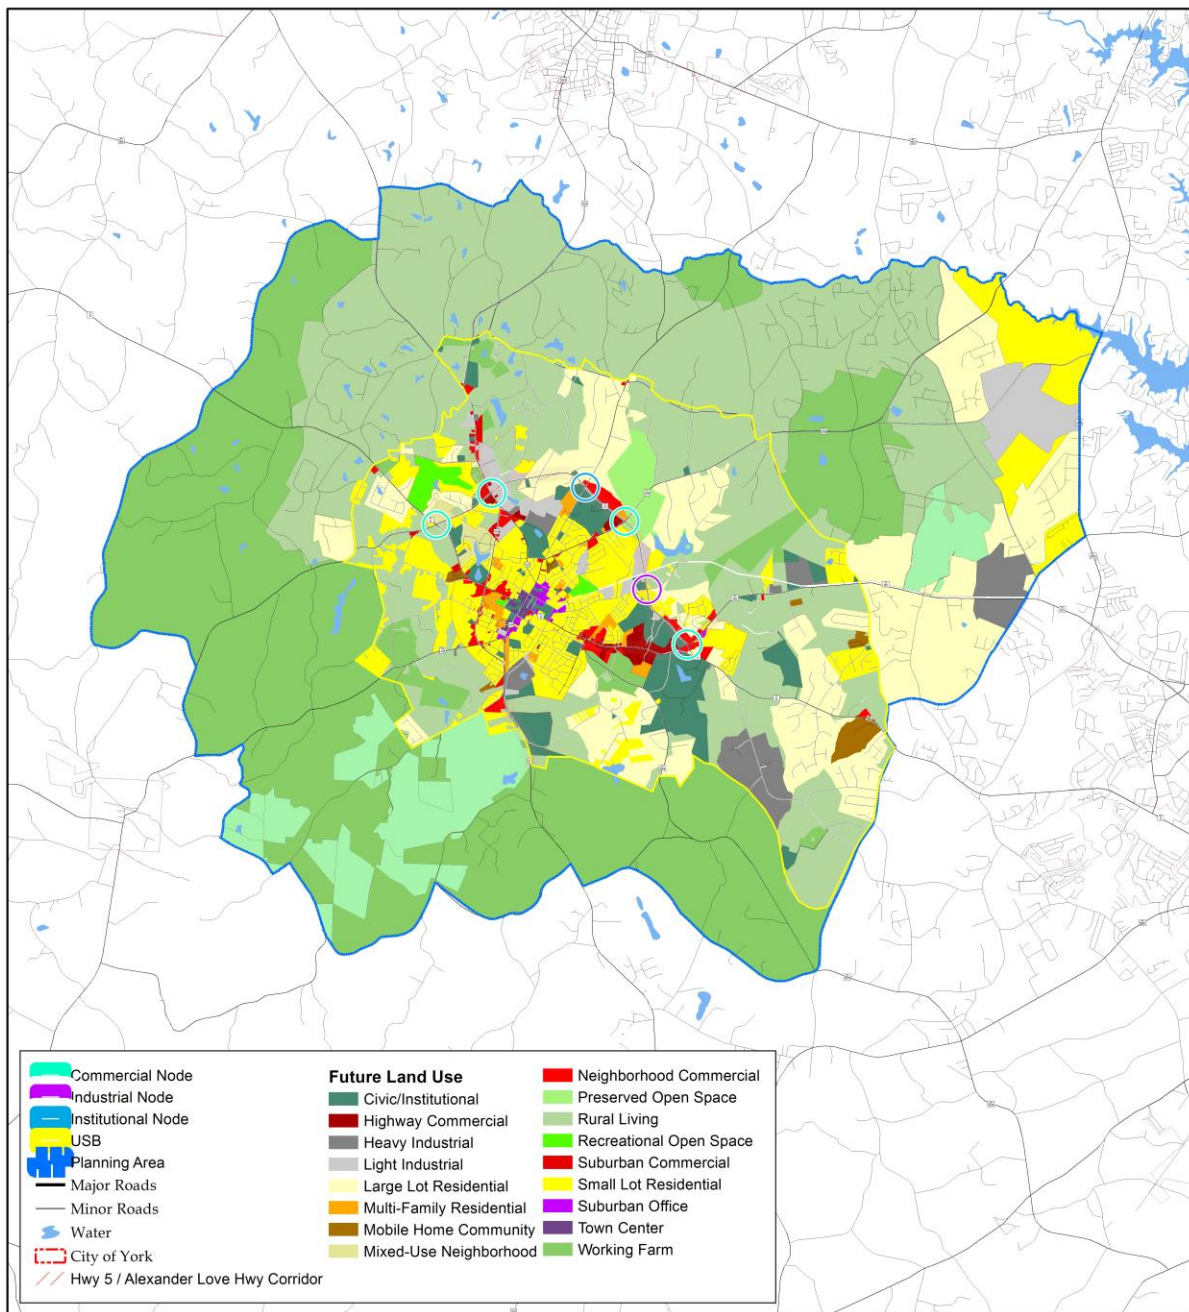 Commercial Node
Industrial Node
Institutional Node
USB
Planning Area
Major Roads
Minor Roads
Water
City of York
Hwy 5 / Alexander Love Hwy Corridor
Future Land Use
Civic/Institutional
Highway Commercial
Heavy Industrial
Light Industrial
Large Lot Residential
Multi-Family Residential
Mobile Home Community
Mixed-Use Neighborhood
Neighborhood Commercial
Preserved Open Space
Rural Living
Recreational Open Space
Suburban Commercial
Small Lot Residential
Suburban Office
Town Center
Working Farm